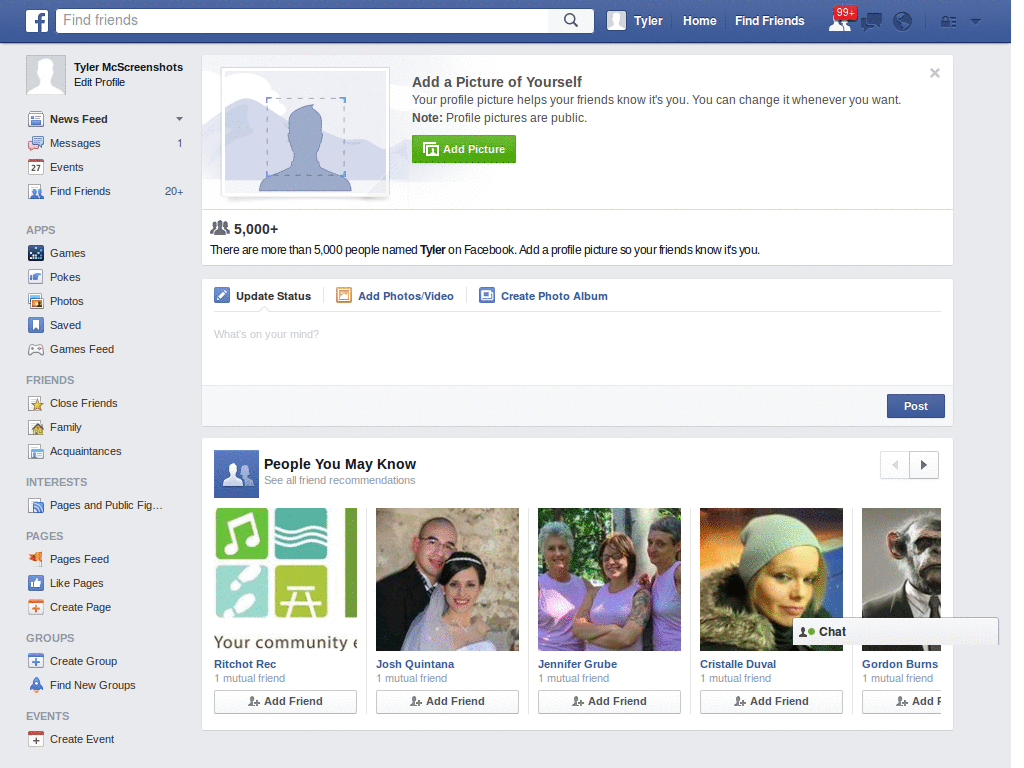 f
Find friends
Tyler
Home
Find Friends
99+
Tyler McScreenshots
Edit Profile
News Feed
Messages 1
27 Events
Find Friends 20+
APPS
Games
Pokes
Photos
Saved
Games Feed
FRIENDS
Close Friends
Family
Acquaintances
INTERESTS
Pages and Public Fig...
PAGES
Pages Feed
Like Pages
Create Page
GROUPS
Create Group
Find New Groups
EVENTS
Create Event
Add a Picture of Yourself
Your profile picture helps your friends know it's you. You can change it whenever you want.
Note: Profile pictures are public.
Add Picture
5,000+
There are more than 5,000 people named Tyler on Facebook. Add a profile picture so your friends know it's you.
Update Status
Add Photos/Video
Create Photo Album
What's on your mind?
Post
People You May Know
See all friend recommendations
Your community e
Ritchot Rec
1 mutual friend
Add Friend
Josh Quintana
1 mutual friend
Add Friend
Jennifer Grube
1 mutual friend
Add Friend
Cristalle Duval
1 mutual friend
Add Friend
Gordon Burns
1 mutual friend
Add F
Chat